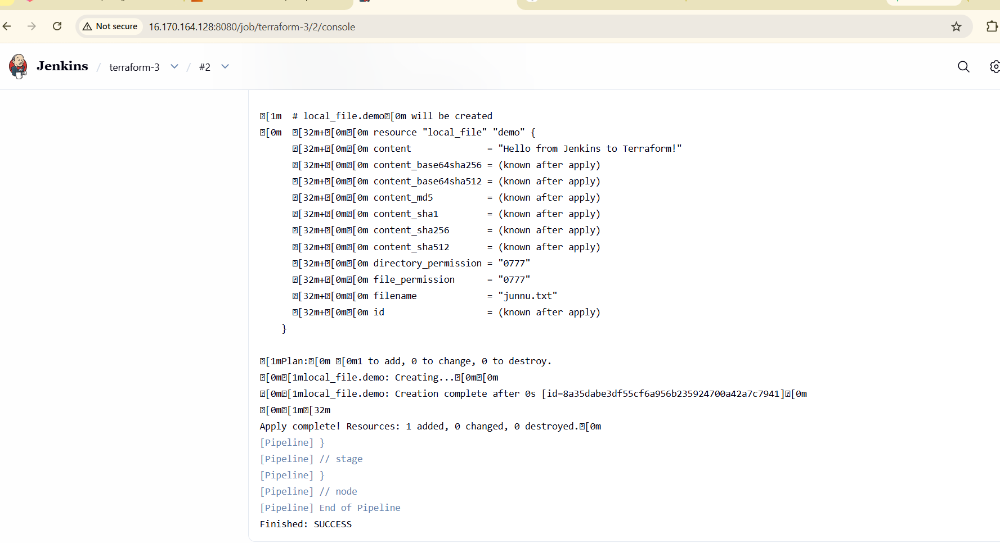 Not secure 16.170.164.128:8080/job/terraform-3/2/console
Jenkins / terraform-3 / #2
[1m  # local_file.demo[0m will be created
[0m  [32m+[0m[0m resource "local_file" "demo" {
      [32m+[0m[0m content              = "Hello from Jenkins to Terraform!"
      [32m+[0m[0m content_base64sha256 = (known after apply)
      [32m+[0m[0m content_base64sha512 = (known after apply)
      [32m+[0m[0m content_md5          = (known after apply)
      [32m+[0m[0m content_sha1         = (known after apply)
      [32m+[0m[0m content_sha256       = (known after apply)
      [32m+[0m[0m content_sha512       = (known after apply)
      [32m+[0m[0m directory_permission = "0777"
      [32m+[0m[0m file_permission      = "0777"
      [32m+[0m[0m filename             = "junnu.txt"
      [32m+[0m[0m id                   = (known after apply)
    }
[1mPlan:[0m [0m1 to add, 0 to change, 0 to destroy.
[0m[1mlocal_file.demo: Creating...[0m[0m
[0m[1mlocal_file.demo: Creation complete after 0s [id=8a35dabe3df55cf6a956b235924700a42a7c7941][0m
[0m[1m[32m
Apply complete! Resources: 1 added, 0 changed, 0 destroyed.[0m
[Pipeline] }
[Pipeline] // stage
[Pipeline] }
[Pipeline] // node
[Pipeline] End of Pipeline
Finished: SUCCESS